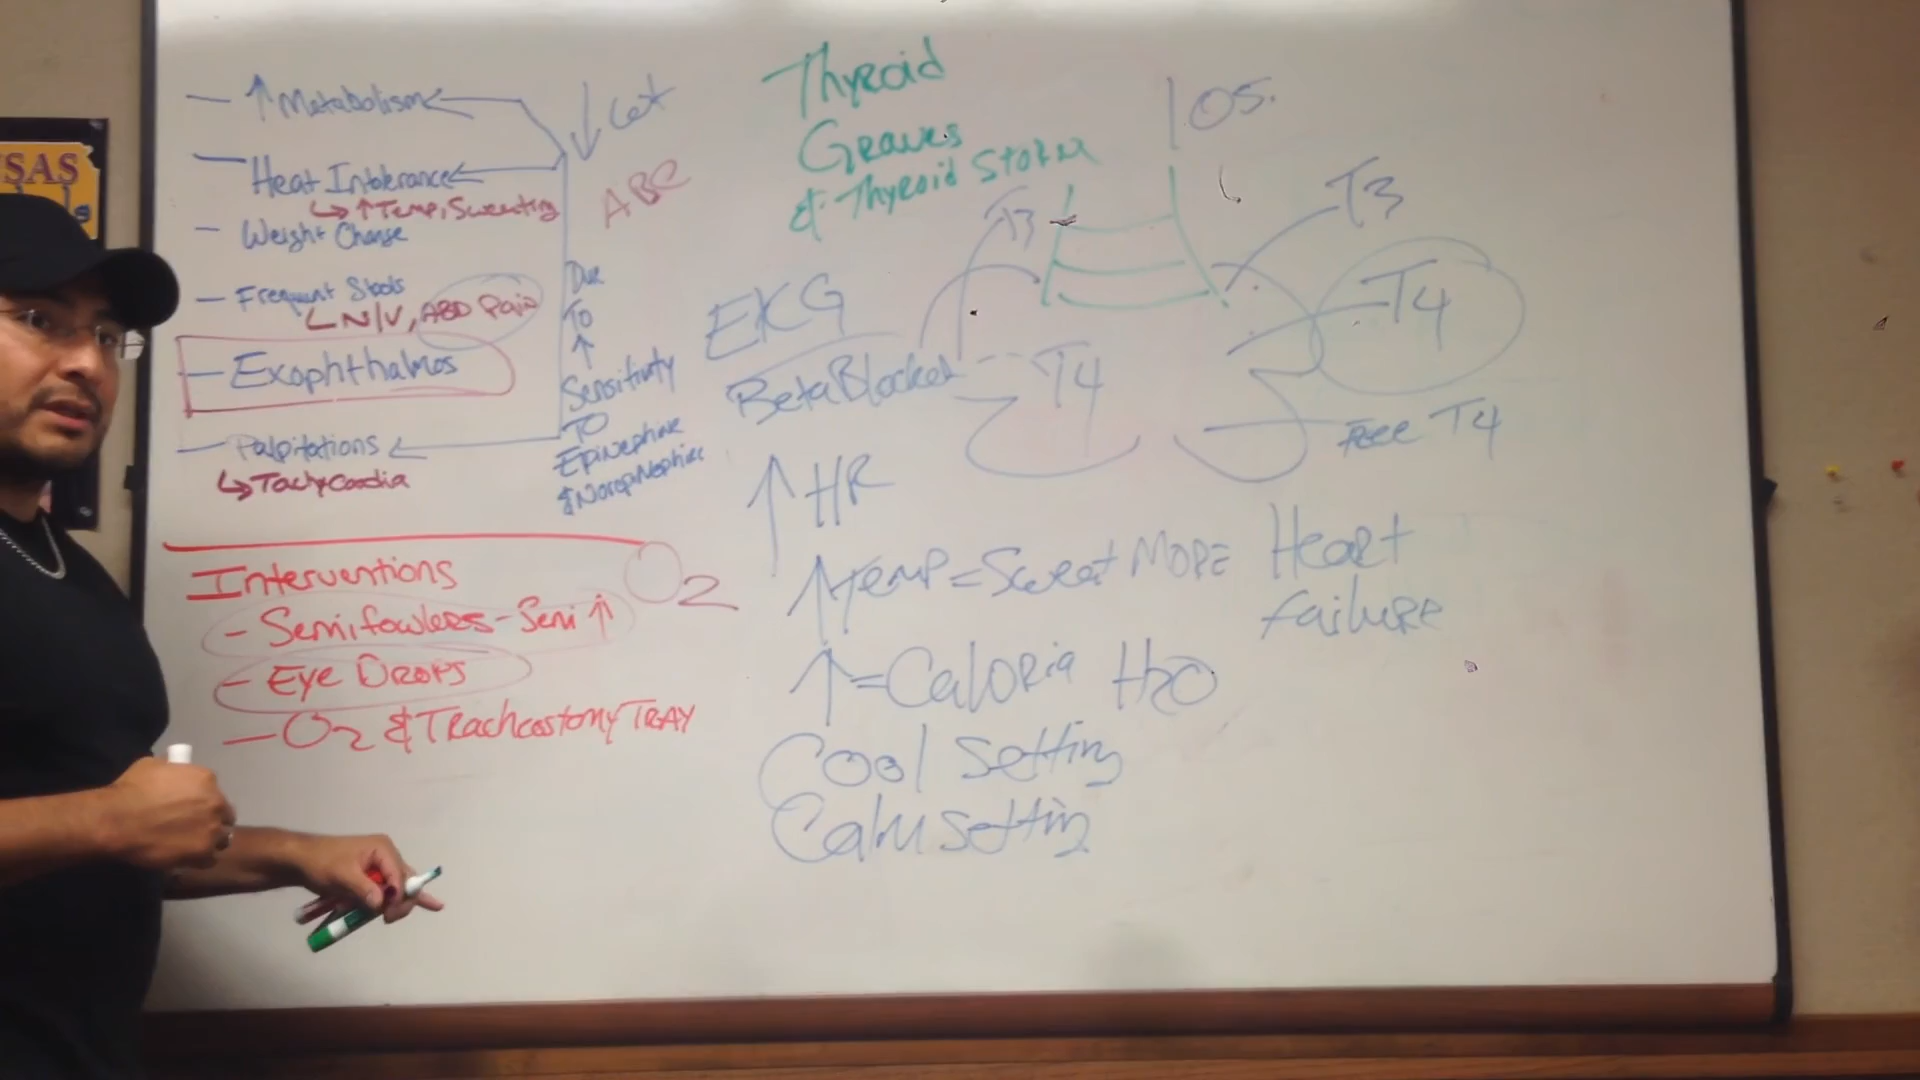 SAS
- ↑ Metabolism
- Heat Intolerance
↳ ↑ Temp, Sweating
- Weight Change
- Frequent Stools
N/V, ABD Pain
- Exophthalmos
- Palpitations
↳ Tachycardia
ABC
Due
To
↑
Sensitivity
TO
Epinephrine
Interventions
- Semifowlers - Semi ↑
- Eye Drops
- O2 & Trachcostomy TRAY
O2
Thyroid
Graves
& Thyroid Storm
EKG
Beta Blocker
↑ HR
↑ Temp = Sweat MORE
↑ = Caloria H2O
Cool Setting
Calm Setting
105.
T3
T4
T3
T4
Free T4
Heart
failure